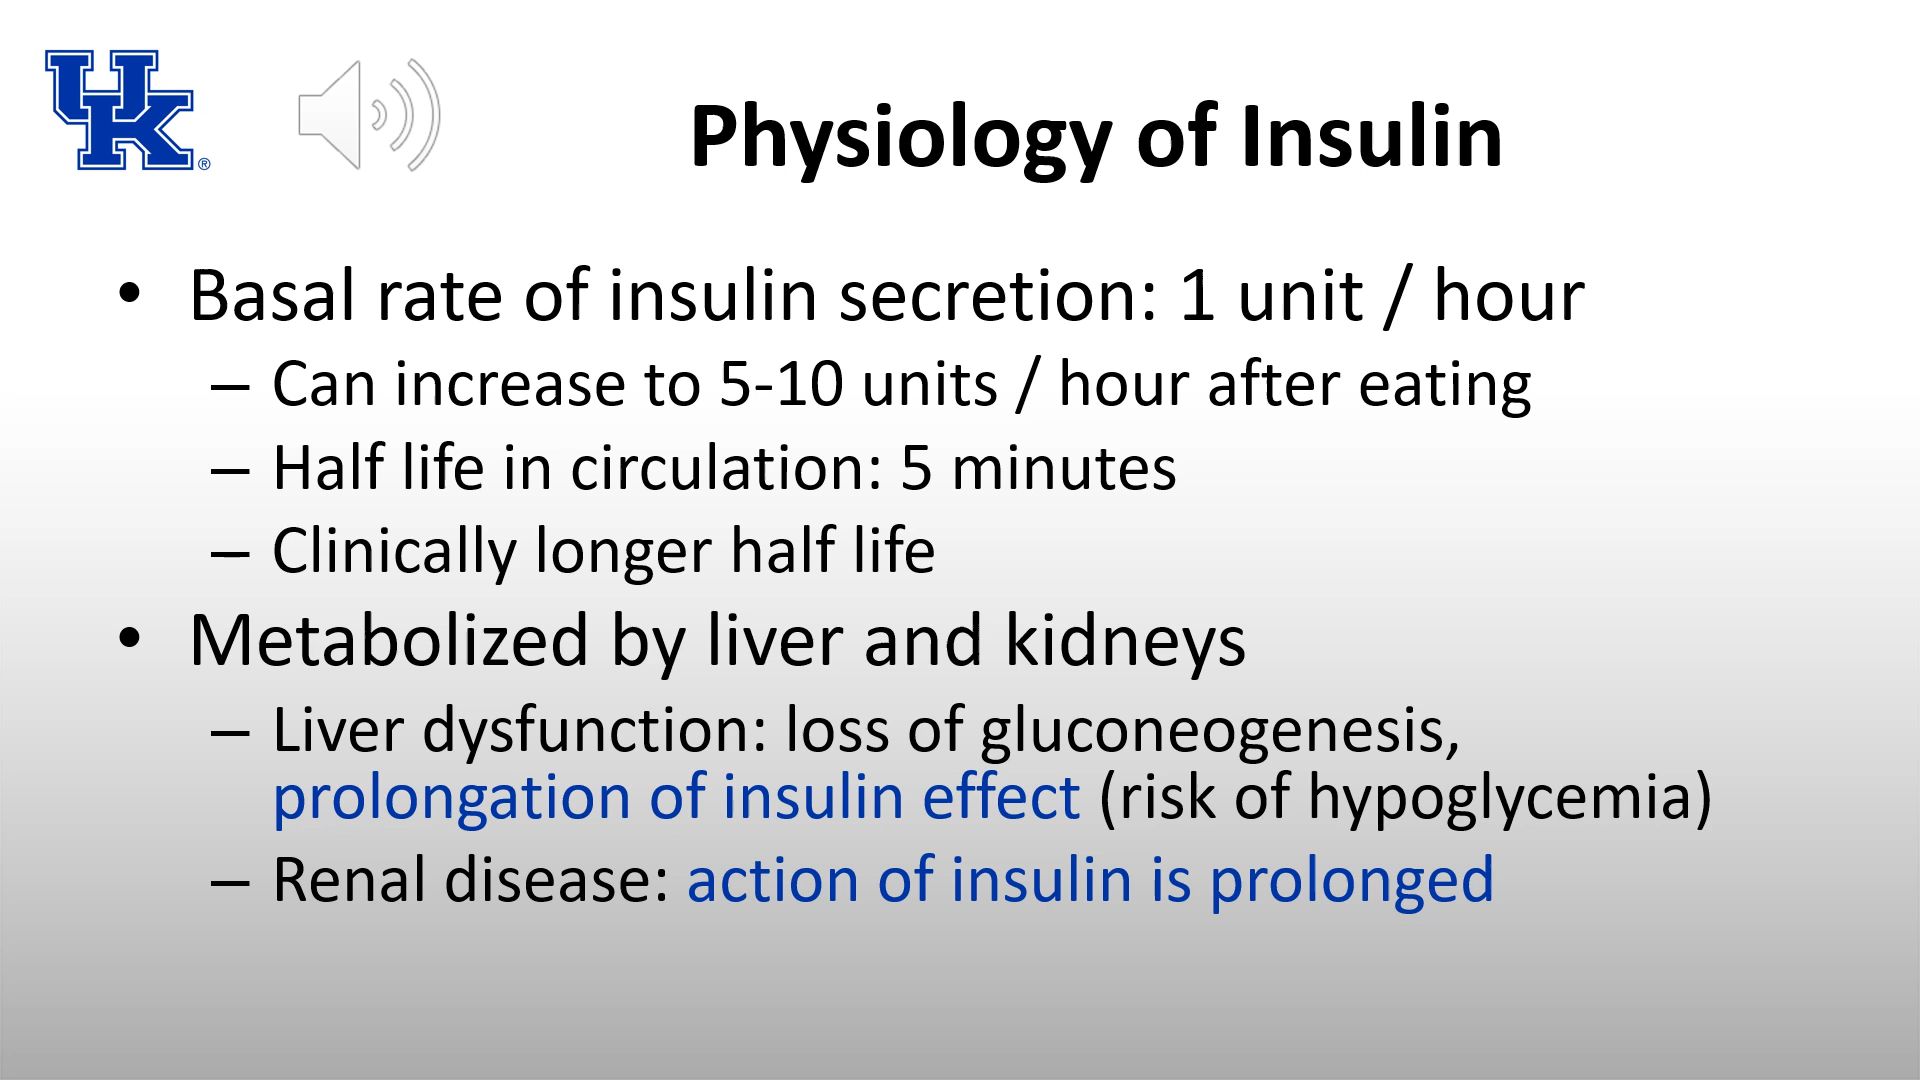 UK®
Physiology of Insulin
• Basal rate of insulin secretion: 1 unit / hour
– Can increase to 5-10 units / hour after eating
– Half life in circulation: 5 minutes
– Clinically longer half life
• Metabolized by liver and kidneys
– Liver dysfunction: loss of gluconeogenesis,
prolongation of insulin effect (risk of hypoglycemia)
– Renal disease: action of insulin is prolonged